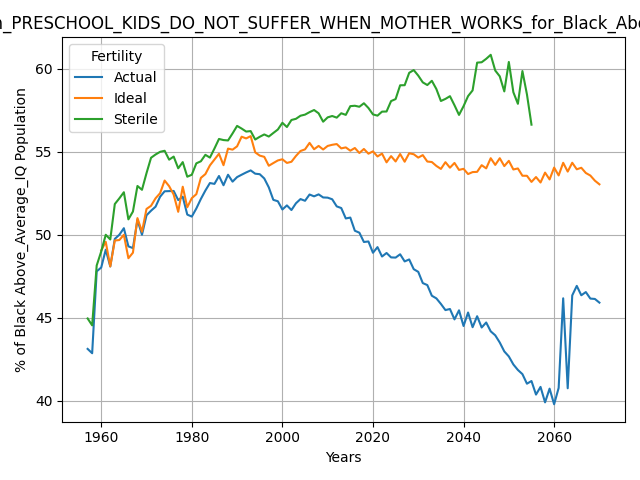 _PRESCHOOL_KIDS_DO_NOT_SUFFER_WHEN_MOTHER_WORKS_for_Black_Abo
Fertility
Actual
Ideal
Sterile
% of Black Above_Average_IQ Population
60
55
50
45
40
1960 1980 2000 2020 2040 2060
Years